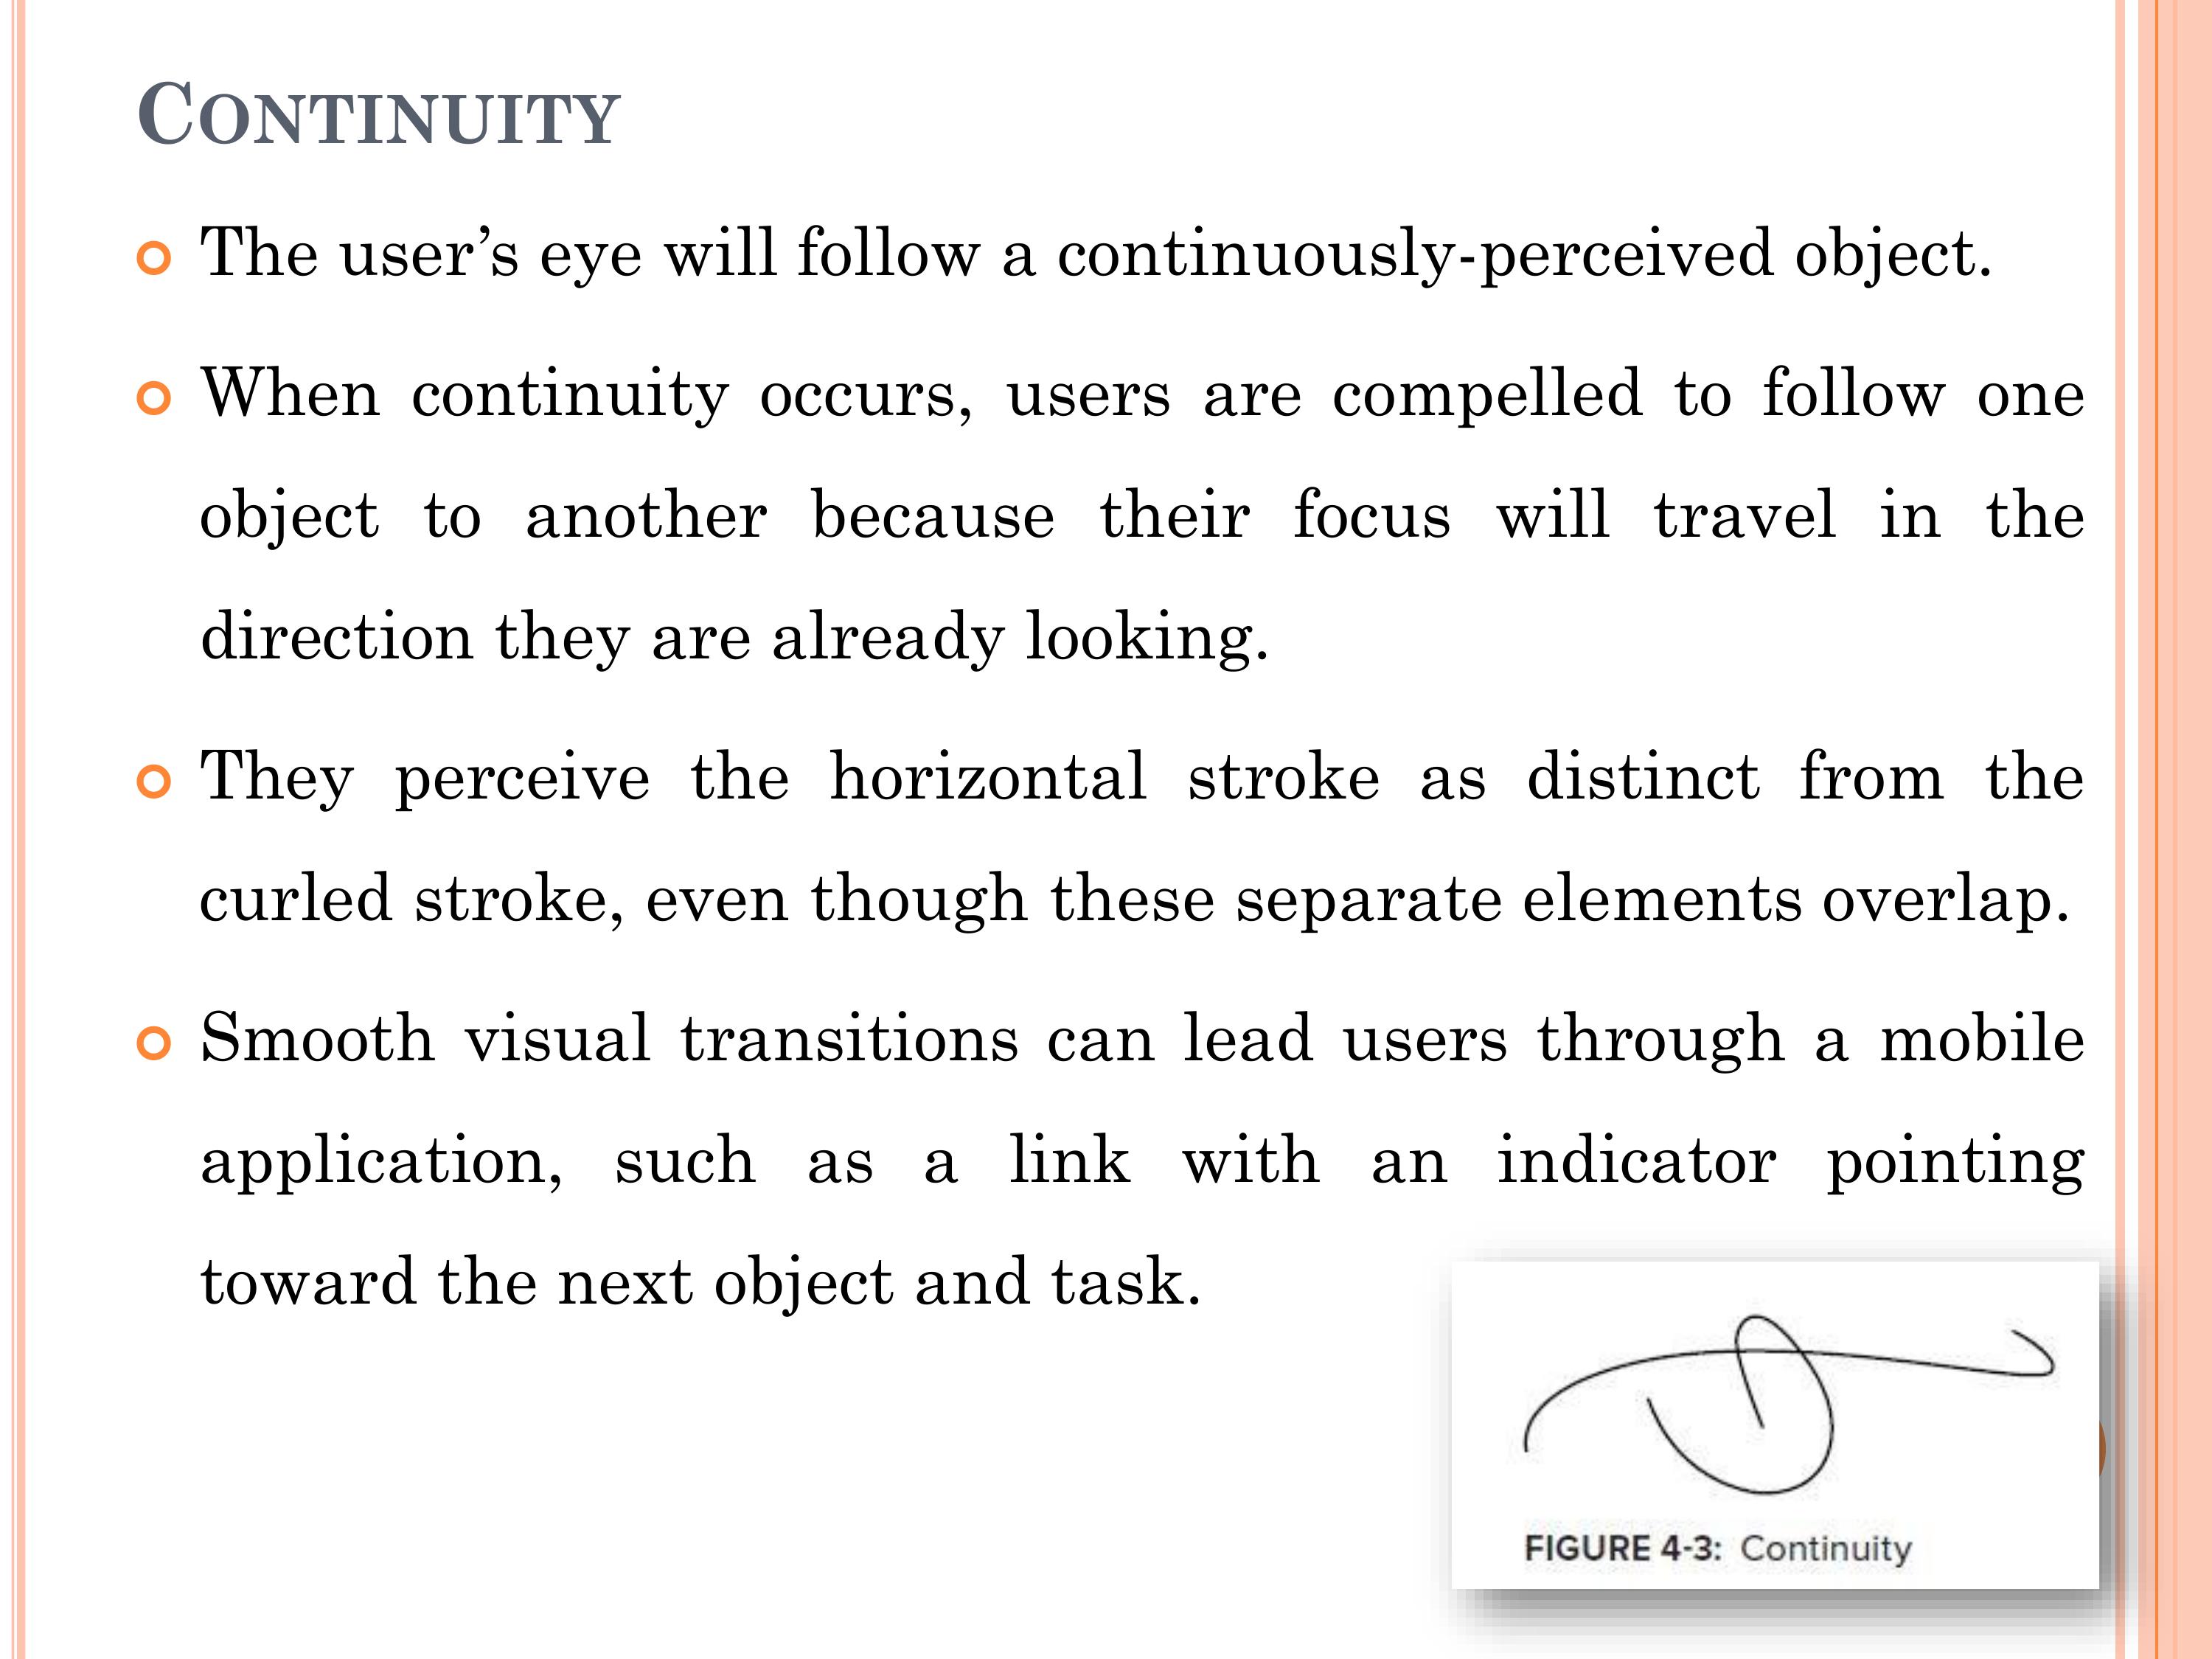 CONTINUITY
The user’s eye will follow a continuously-perceived object.
When continuity occurs, users are compelled to follow one
object to another because their focus will travel in the
direction they are already looking.
They perceive the horizontal stroke as distinct from the
curled stroke, even though these separate elements overlap.
Smooth visual transitions can lead users through a mobile
application, such as a link with an indicator pointing
toward the next object and task.
FIGURE 4-3: Continuity